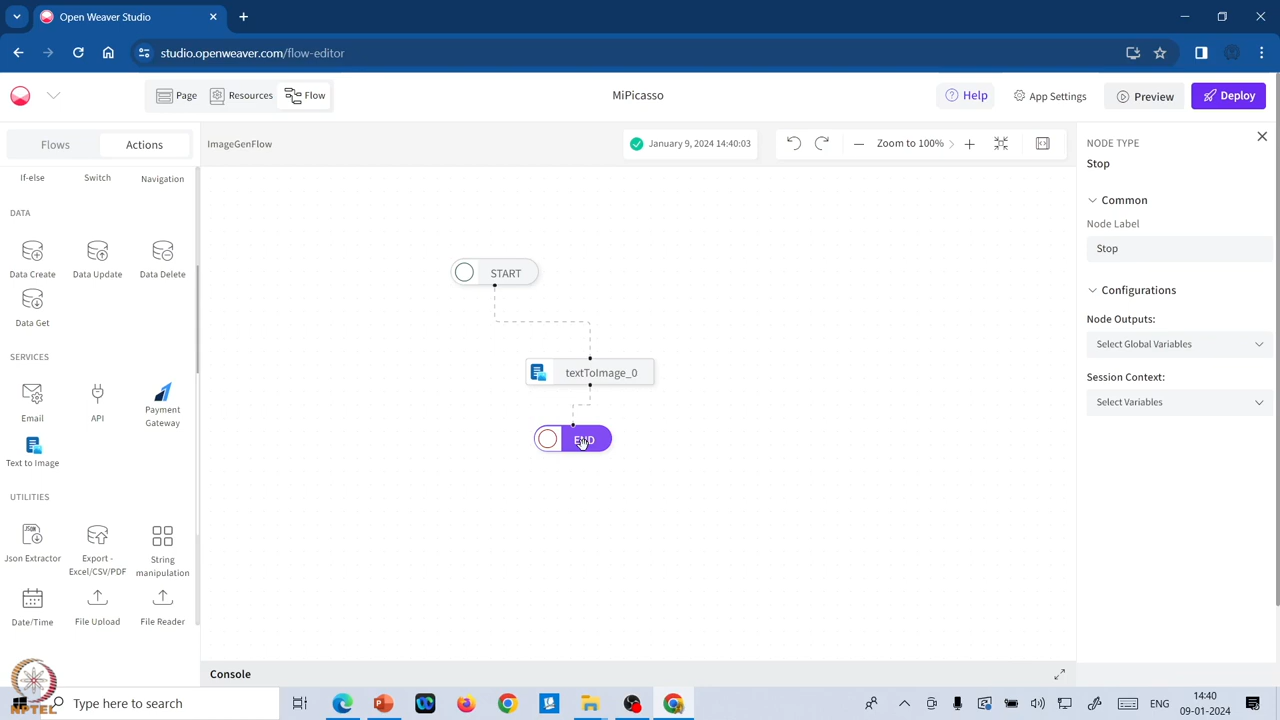 Open Weaver Studio
studio.openweaver.com/flow-editor
Page
Resources
Flow
MiPicasso
Help
App Settings
Preview
Deploy
Flows
Actions
ImageGenFlow
January 9, 2024 14:40:03
Zoom to 100%
If-else
Switch
Navigation
DATA
Data Create
Data Update
Data Delete
Data Get
SERVICES
Email
API
Payment
Gateway
Text to Image
UTILITIES
Json Extractor
Export -
Excel/CSV/PDF
String
manipulation
Date/Time
File Upload
File Reader
START
textToImage_0
END
NODE TYPE
Stop
Common
Node Label
Stop
Configurations
Node Outputs:
Select Global Variables
Session Context:
Select Variables
Console
NPTEL
Type here to search
ENG
14:40
09-01-2024